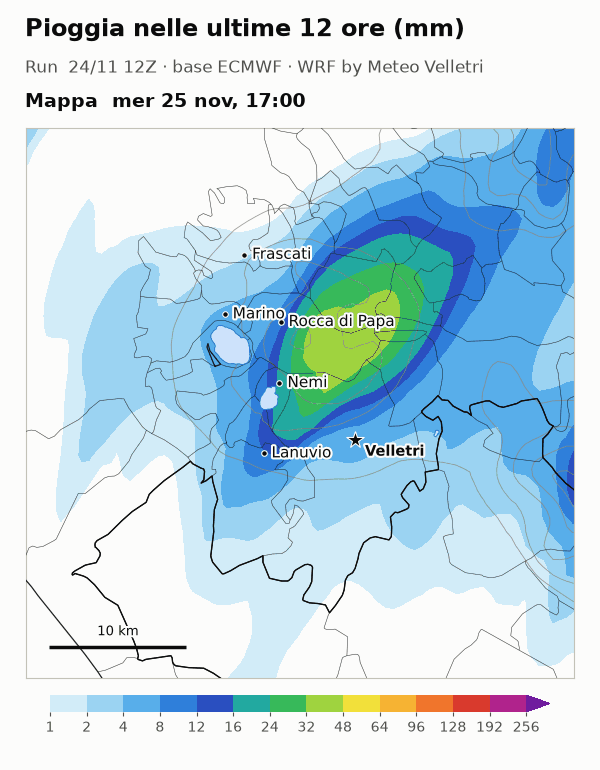 Pioggia nelle ultime 12 ore (mm)
Run  24/11 12Z · base ECMWF · WRF by Meteo Velletri
Mappa  mer 25 nov, 17:00
Frascati
Marino
Rocca di Papa
Nemi
Velletri
Lanuvio
10 km
1 2 4 8 12 16 24 32 48 64 96 128 192 256